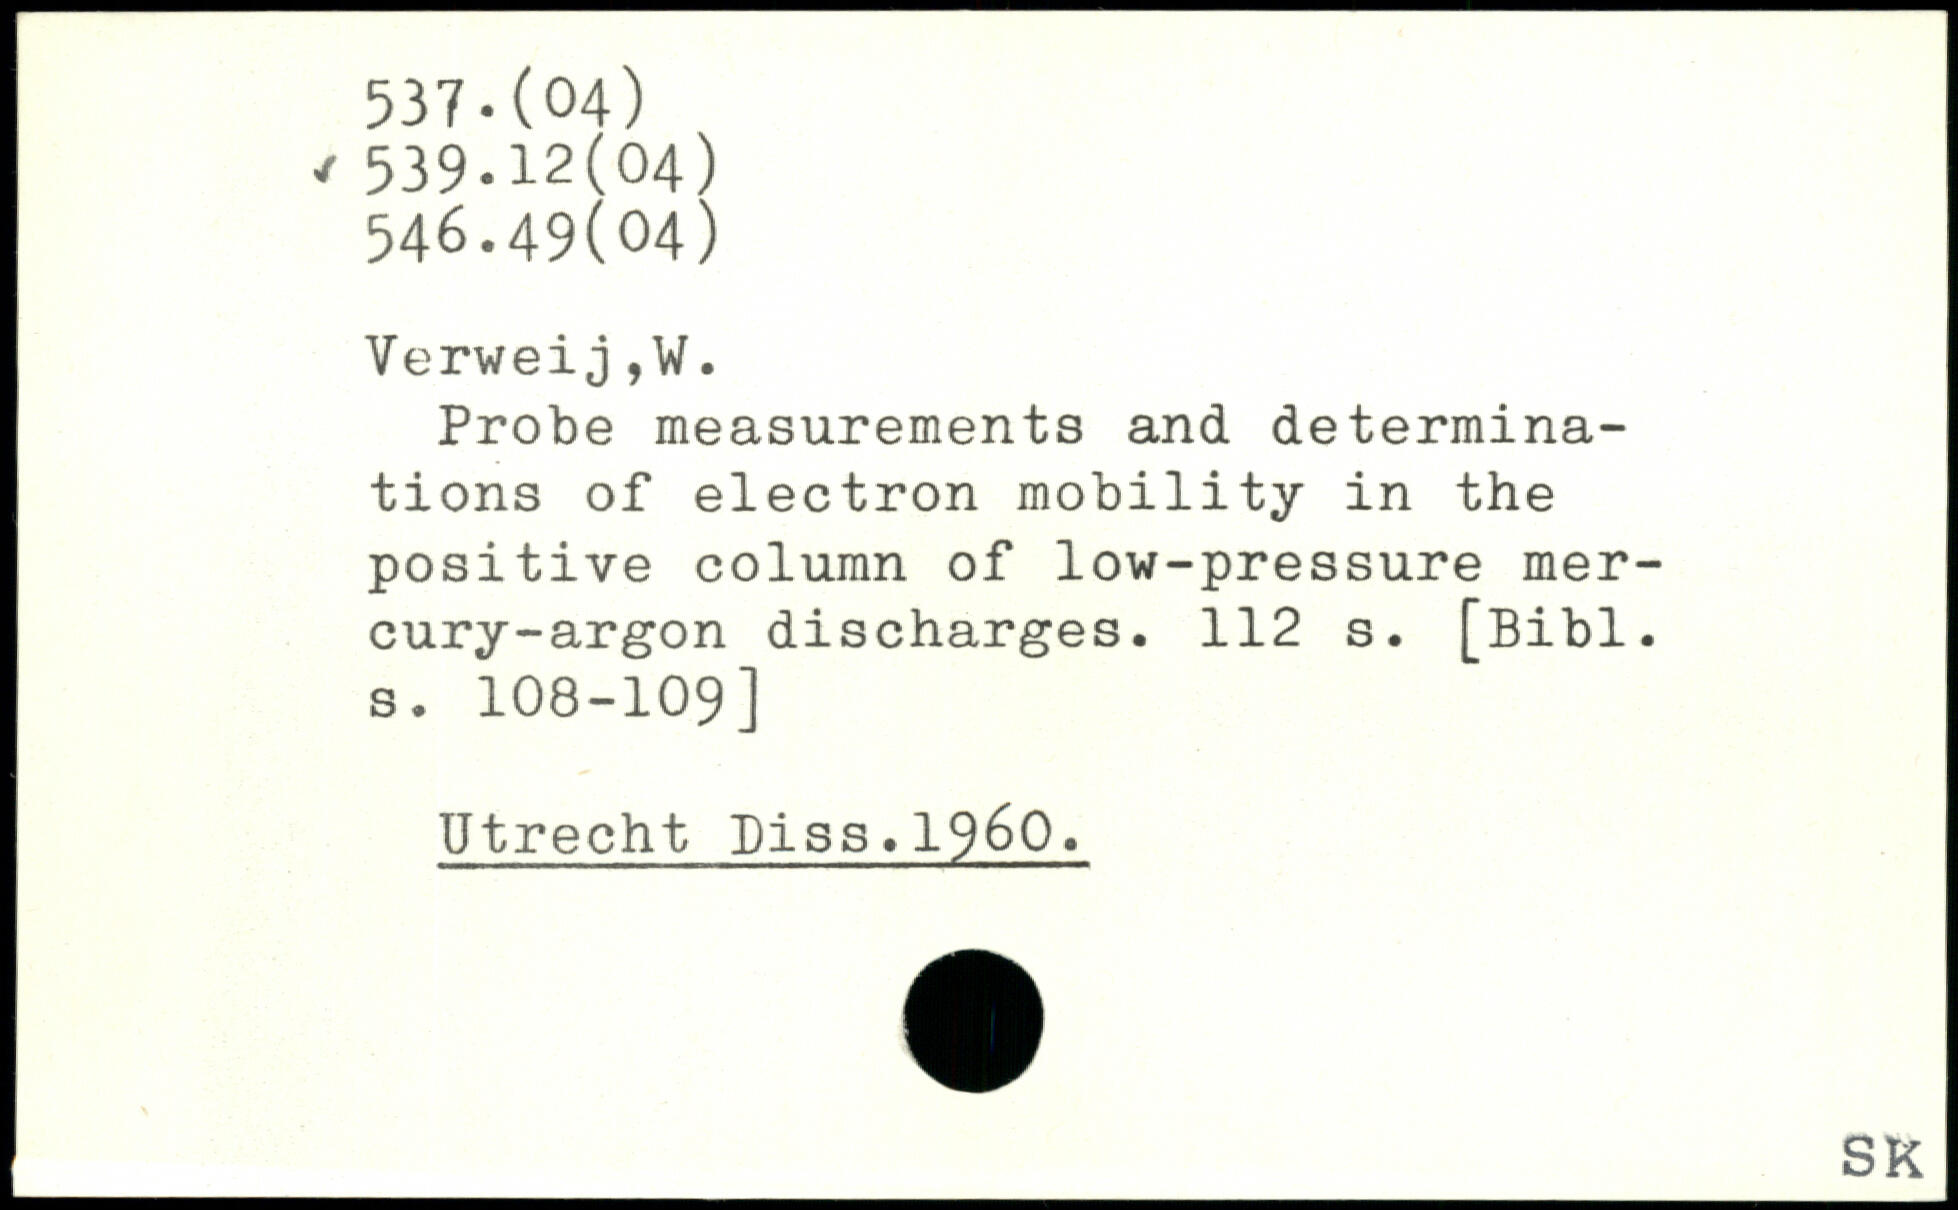 537.(04)
✓ 539.12(04)
546.49(04)
Verweij,W.
Probe measurements and determina-
tions of electron mobility in the
positive column of low-pressure mer-
cury-argon discharges. 112 s. [Bibl.
s. 108-109]
Utrecht Diss.1960.
SK